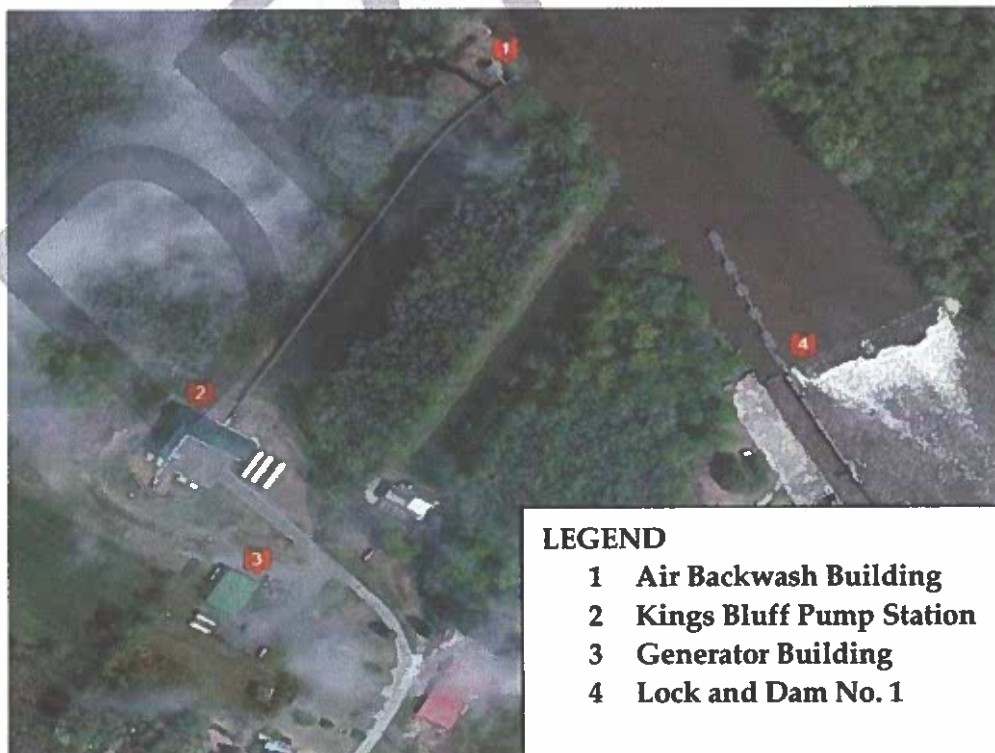 1
2
4
3
LEGEND
1 Air Backwash Building
2 Kings Bluff Pump Station
3 Generator Building
4 Lock and Dam No. 1